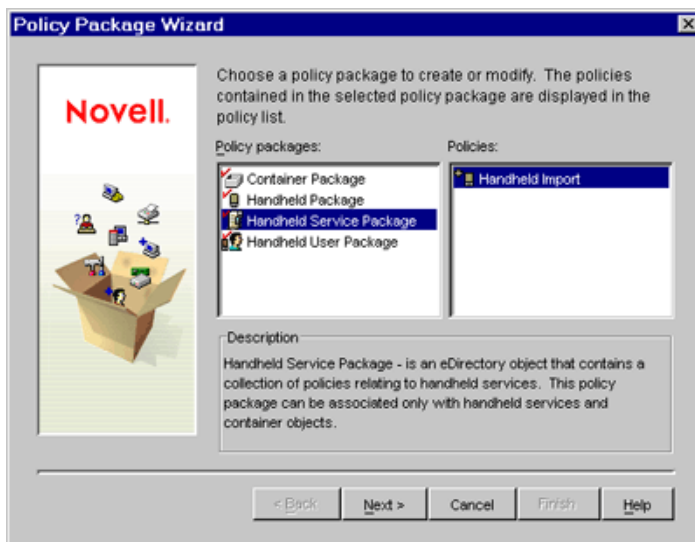 Policy Package Wizard
Novell.
Choose a policy package to create or modify. The policies
contained in the selected policy package are displayed in the
policy list.
Policy packages:
Container Package
Handheld Package
Handheld Service Package
Handheld User Package
Policies:
Handheld Import
Description
Handheld Service Package - is an eDirectory object that contains a
collection of policies relating to handheld services. This policy
package can be associated only with handheld services and
container objects.
< Back
Next >
Cancel
Finish
Help